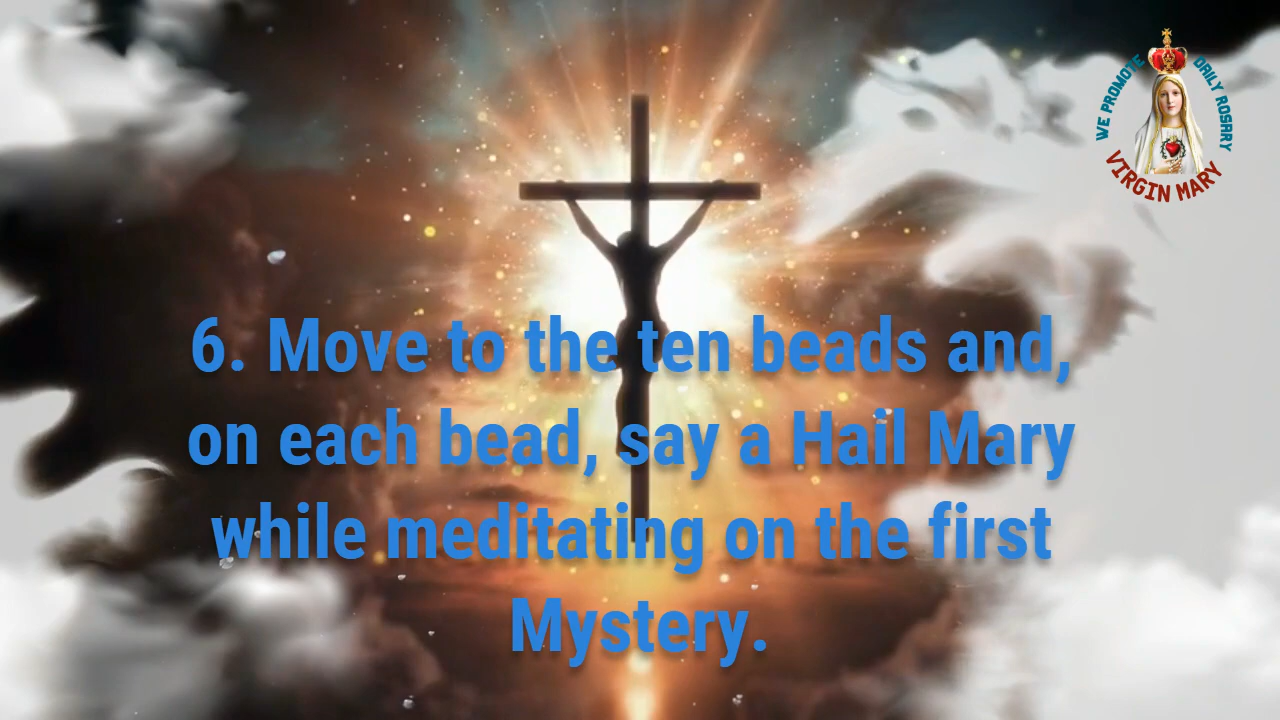 WE PROMOTE DAILY ROSARY
VIRGIN MARY
6. Move to the ten beads and,
on each bead, say a Hail Mary
while meditating on the first
Mystery.